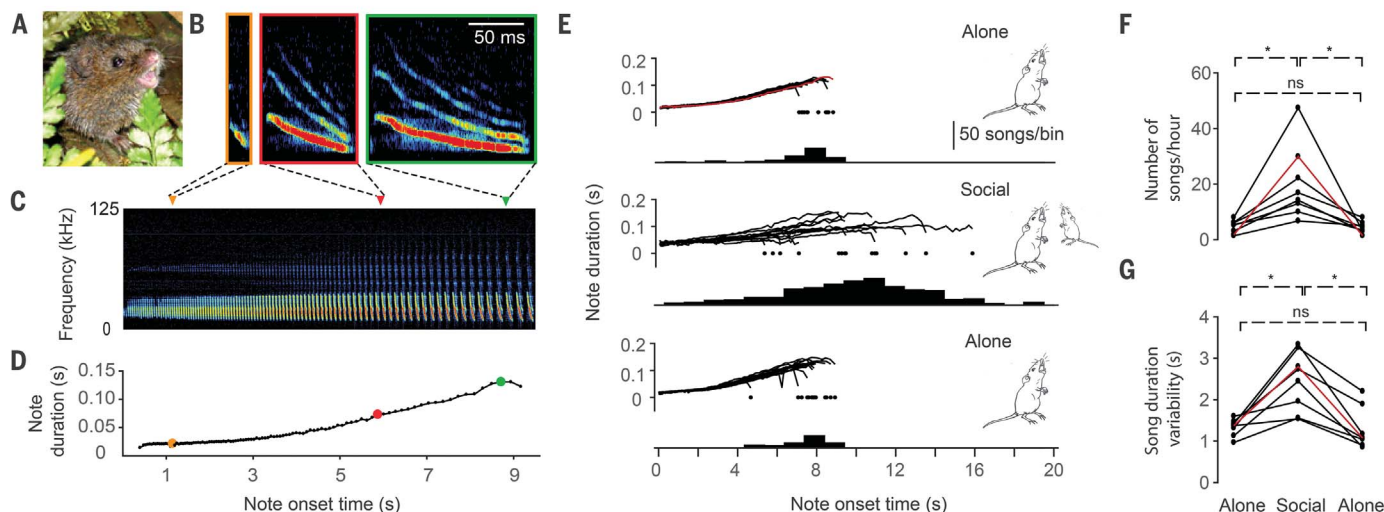 A
B
50 ms
C
125
Frequency (kHz)
0
D
0.15
0.10
0.05
0
Note
duration (s)
1
3
5
7
9
Note onset time (s)
E
Alone
0.2
0.1
0
50 songs/bin
Social
0.2
0.1
0
Note duration (s)
Alone
0.2
0.1
0
0
4
8
12
16
20
Note onset time (s)
F
*
*
ns
60
40
20
0
Number of
songs/hour
G
*
*
ns
4
3
2
1
0
Song duration
variability (s)
Alone
Social
Alone